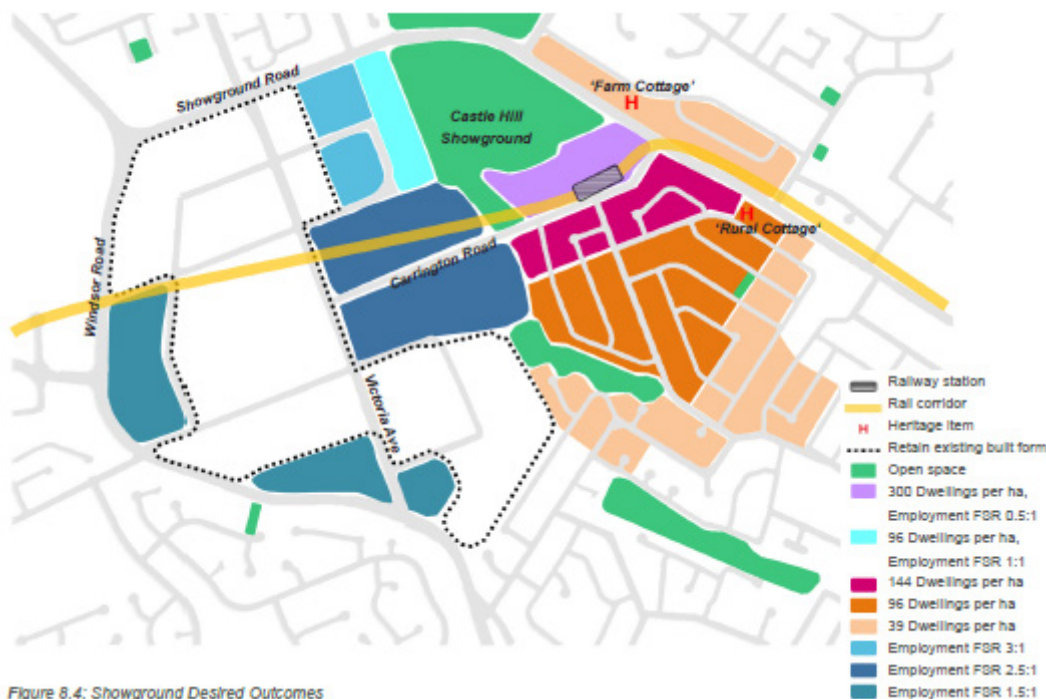 Showground Road
'Farm Cottage'
H
Castle Hill
Showground
H
'Rural Cottage'
Carrington Road
Windsor Road
Victoria Ave
Railway station
Rail corridor
H Heritage item
Retain existing built form
Open space
300 Dwellings per ha,
Employment FSR 0.5:1
96 Dwellings per ha,
Employment FSR 1:1
144 Dwellings per ha
96 Dwellings per ha
39 Dwellings per ha
Employment FSR 3:1
Employment FSR 2.5:1
Employment FSR 1.5:1
Figure 8.4: Showground Desired Outcomes